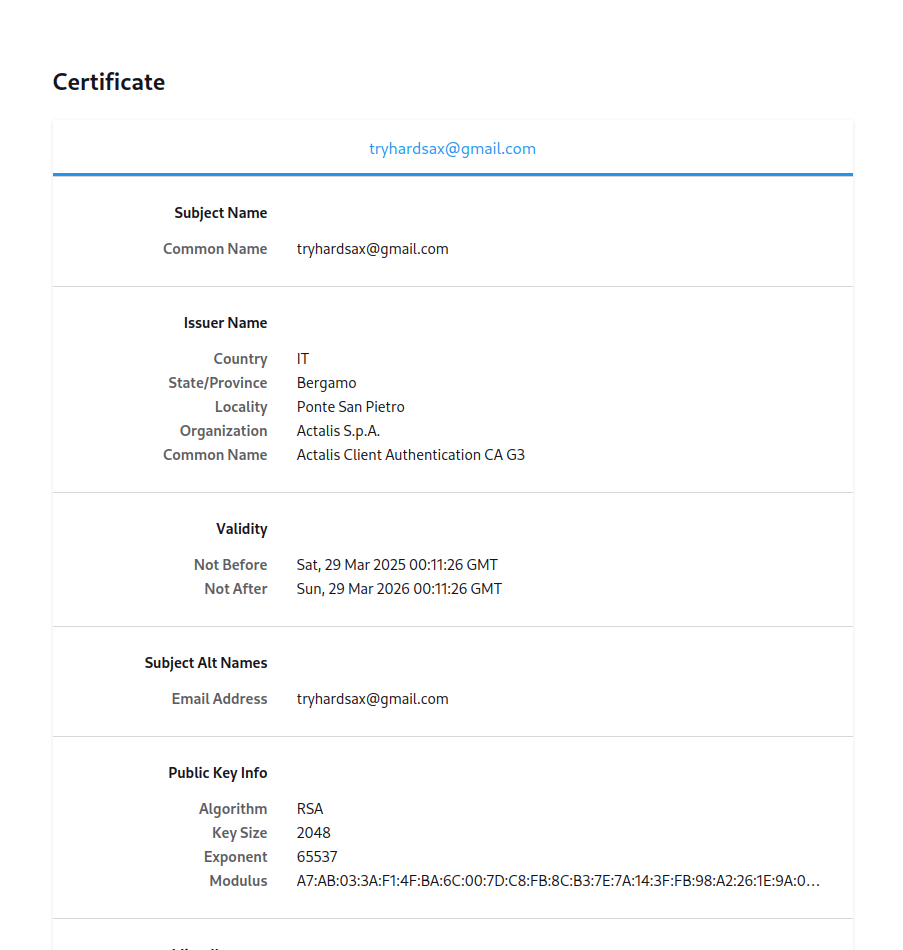 Certificate
tryhardsax@gmail.com
Subject Name
Common Name tryhardsax@gmail.com
Issuer Name
Country IT
State/Province Bergamo
Locality Ponte San Pietro
Organization Actalis S.p.A.
Common Name Actalis Client Authentication CA G3
Validity
Not Before Sat, 29 Mar 2025 00:11:26 GMT
Not After Sun, 29 Mar 2026 00:11:26 GMT
Subject Alt Names
Email Address tryhardsax@gmail.com
Public Key Info
Algorithm RSA
Key Size 2048
Exponent 65537
Modulus A7:AB:03:3A:F1:4F:BA:6C:00:7D:C8:FB:8C:B3:7E:7A:14:3F:FB:98:A2:26:1E:9A:0…